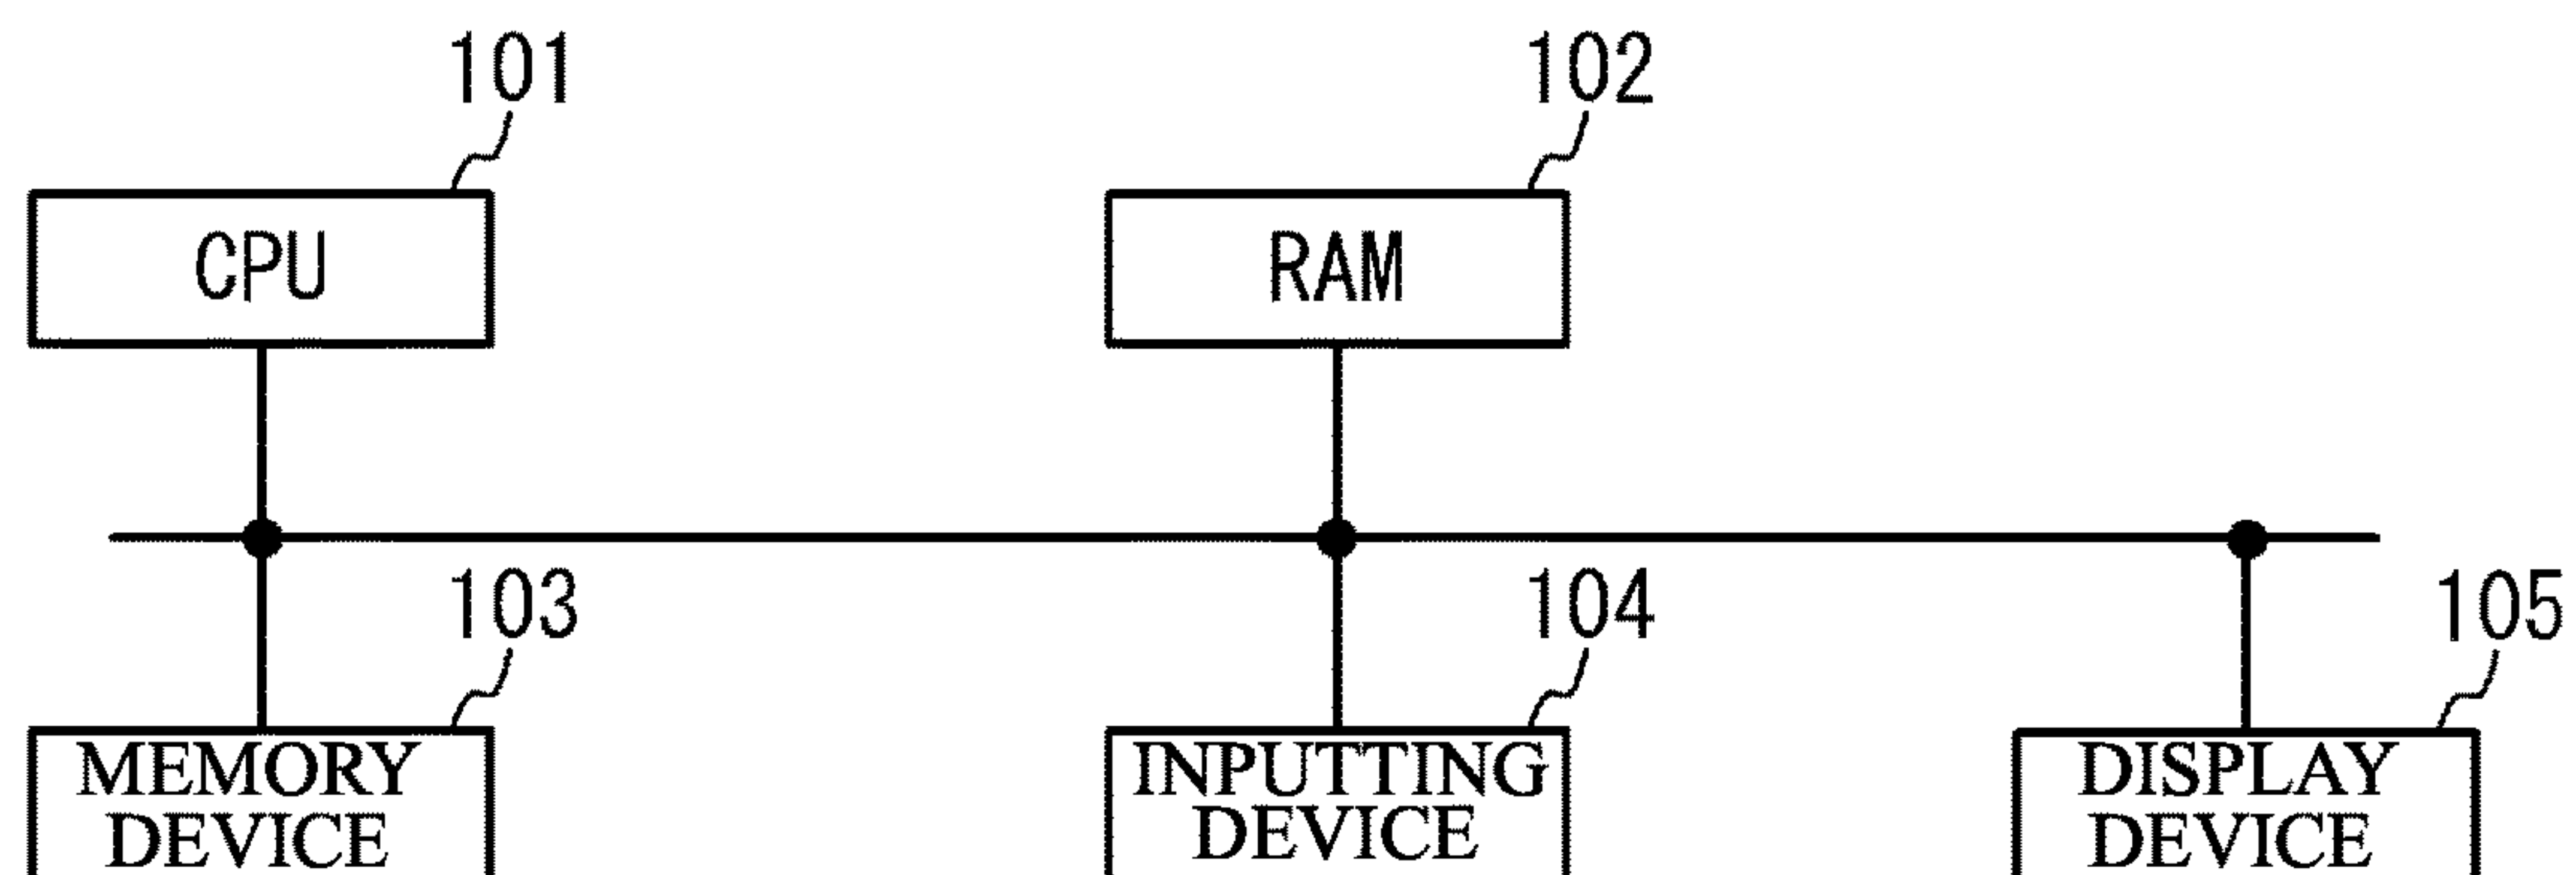 101
102
CPU
RAM
103
104
105
MEMORY
DEVICE
INPUTTING
DEVICE
DISPLAY
DEVICE